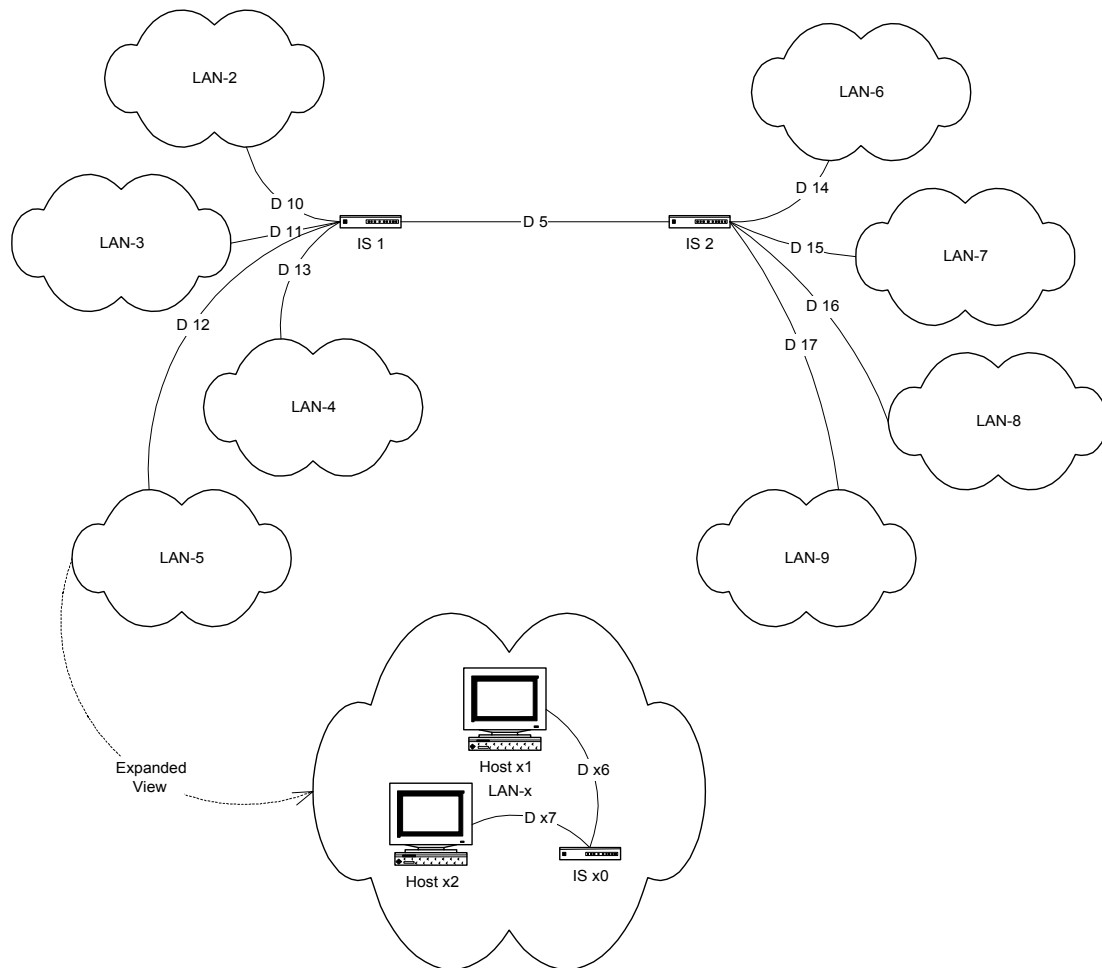 LAN-2
LAN-6
D 14
D 10
LAN-3
D 11
IS 1
D 5
IS 2
D 15
LAN-7
D 13
D 12
D 16
D 17
LAN-4
LAN-8
LAN-5
LAN-9
Expanded
View
Host x1
D x6
LAN-x
D x7
Host x2
IS x0